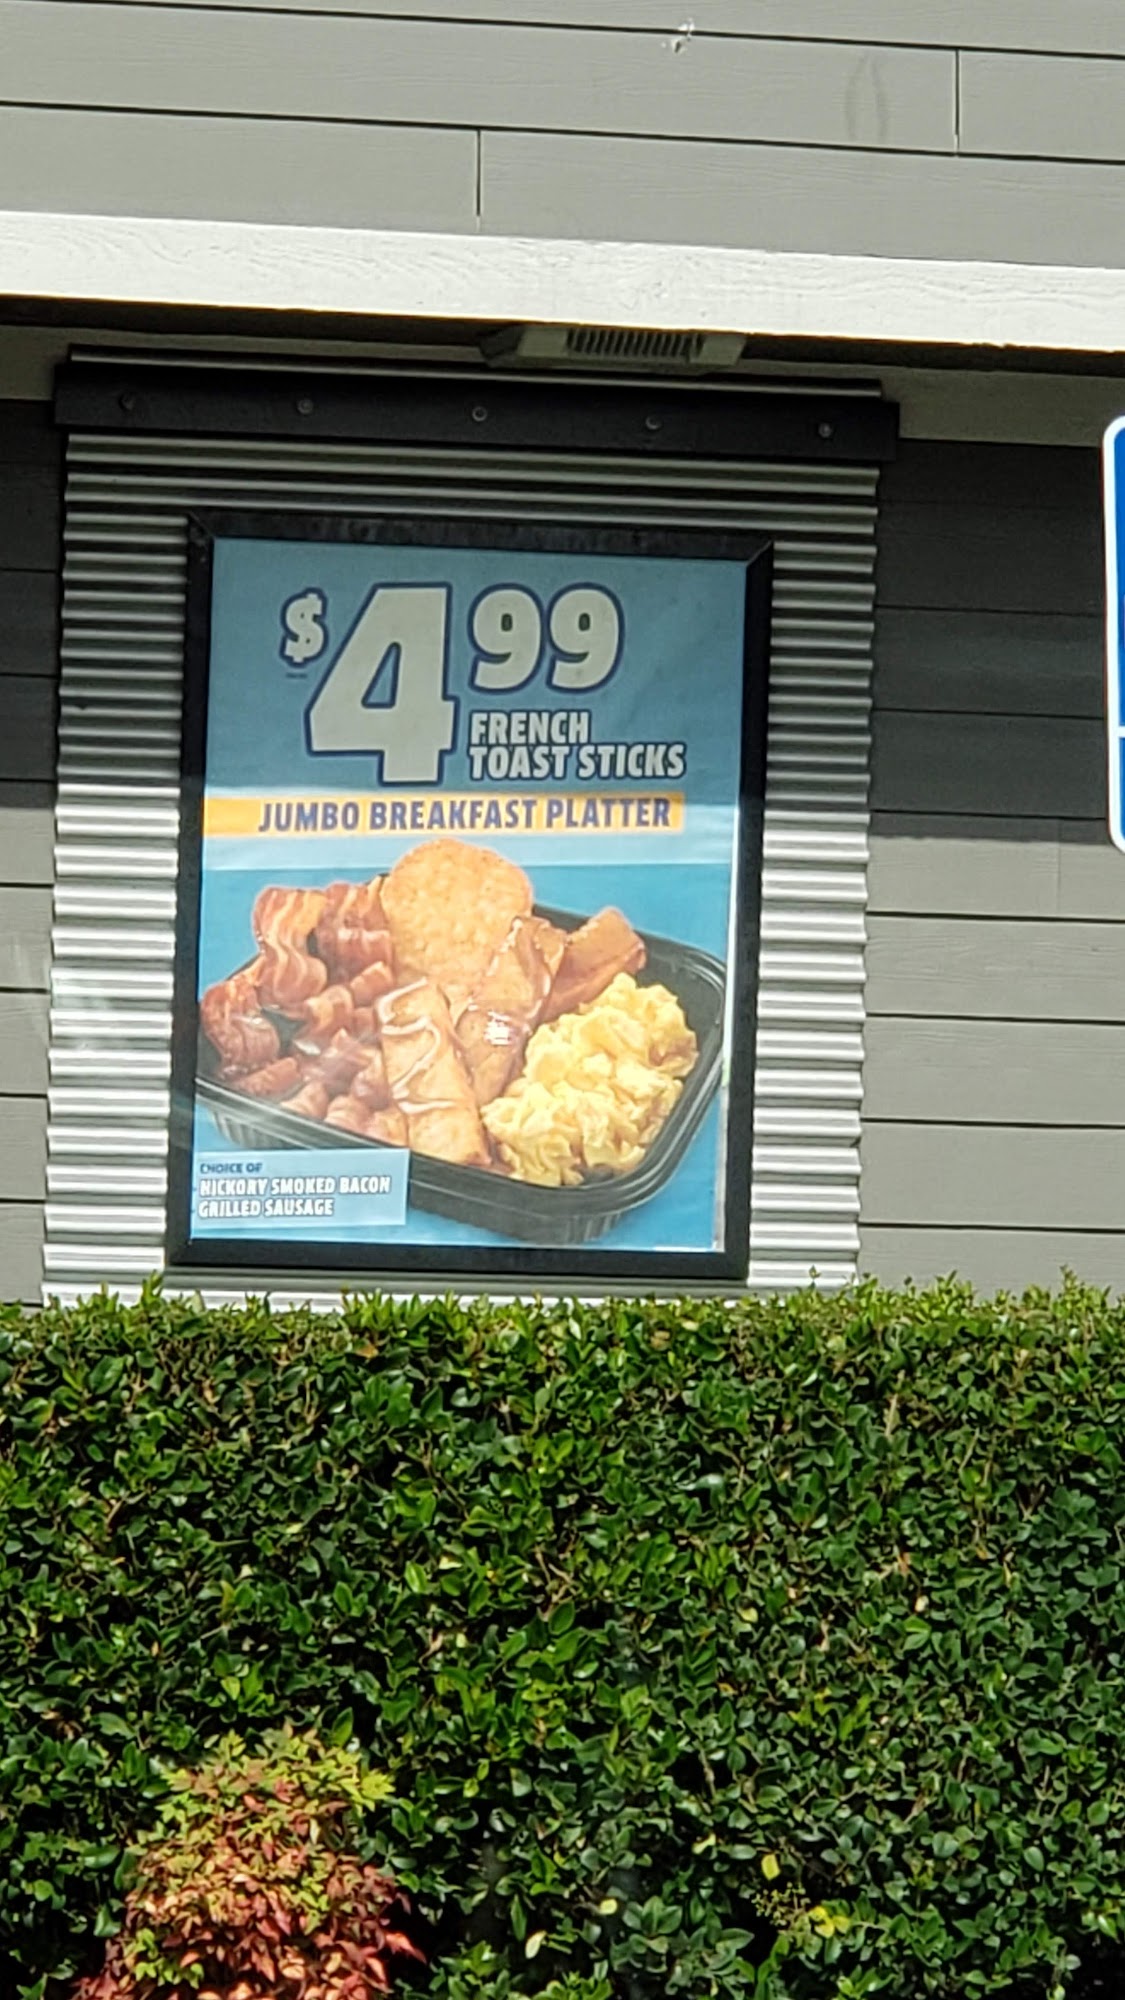 $4.99
FRENCH
TOAST STICKS
JUMBO BREAKFAST PLATTER
CHOICE OF
HICKORY SMOKED BACON
GRILLED SAUSAGE